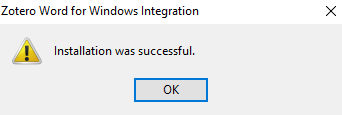 Zotero Word for Windows Integration
Installation was successful.
OK